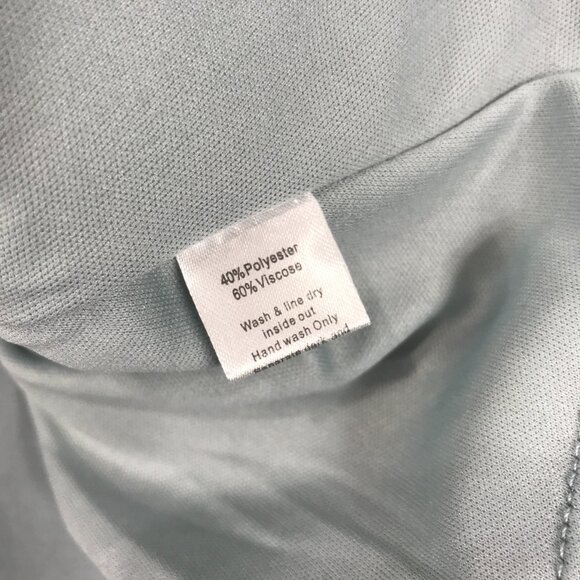 40%Polyester
60%Viscose
Wash & line dry
inside out
Hand wash Only